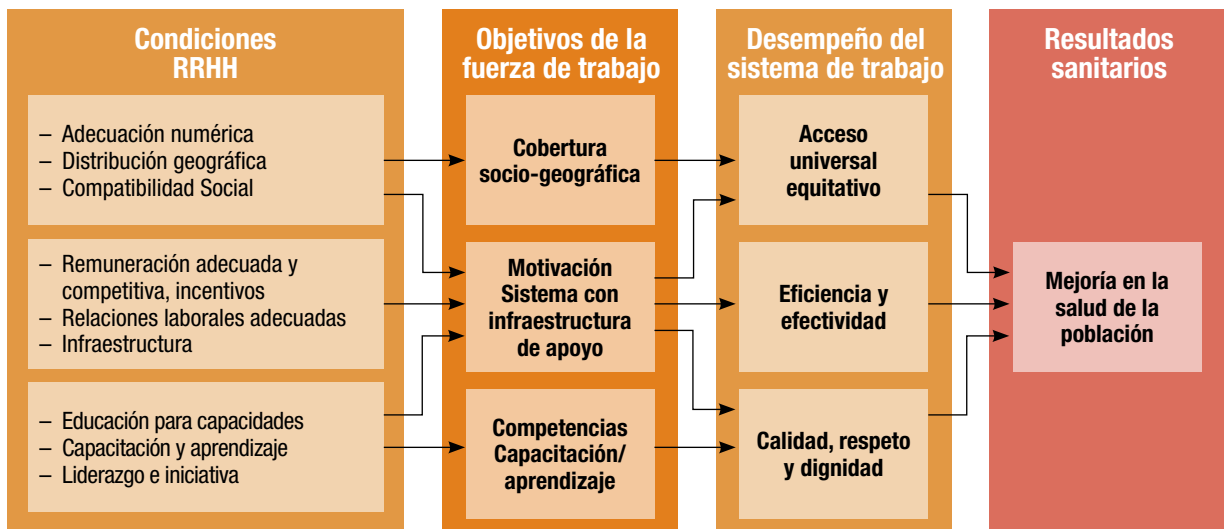 Condiciones
RRHH
– Adecuación numérica
– Distribución geográfica
– Compatibilidad Social
– Remuneración adecuada y
competitiva, incentivos
– Relaciones laborales adecuadas
– Infraestructura
– Educación para capacidades
– Capacitación y aprendizaje
– Liderazgo e iniciativa
Objetivos de la
fuerza de trabajo
Cobertura
socio-geográfica
Motivación
Sistema con
infraestructura
de apoyo
Competencias
Capacitación/
aprendizaje
Desempeño del
sistema de trabajo
Acceso
universal
equitativo
Eficiencia y
efectividad
Calidad, respeto
y dignidad
Resultados
sanitarios
Mejoría en la
salud de la
población